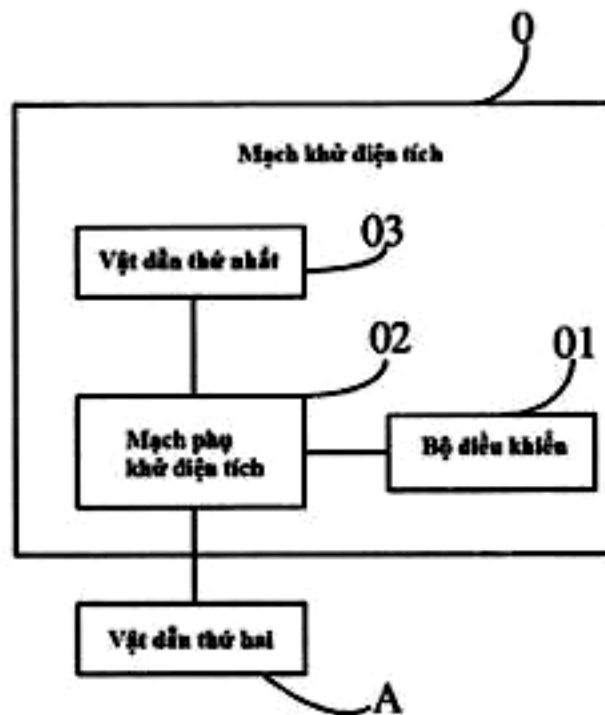 0
Mạch khử điện tích
03
Vật dẫn thứ nhất
02
01
Mạch phụ
khử điện tích
Bộ điều khiển
Vật dẫn thứ hai
A